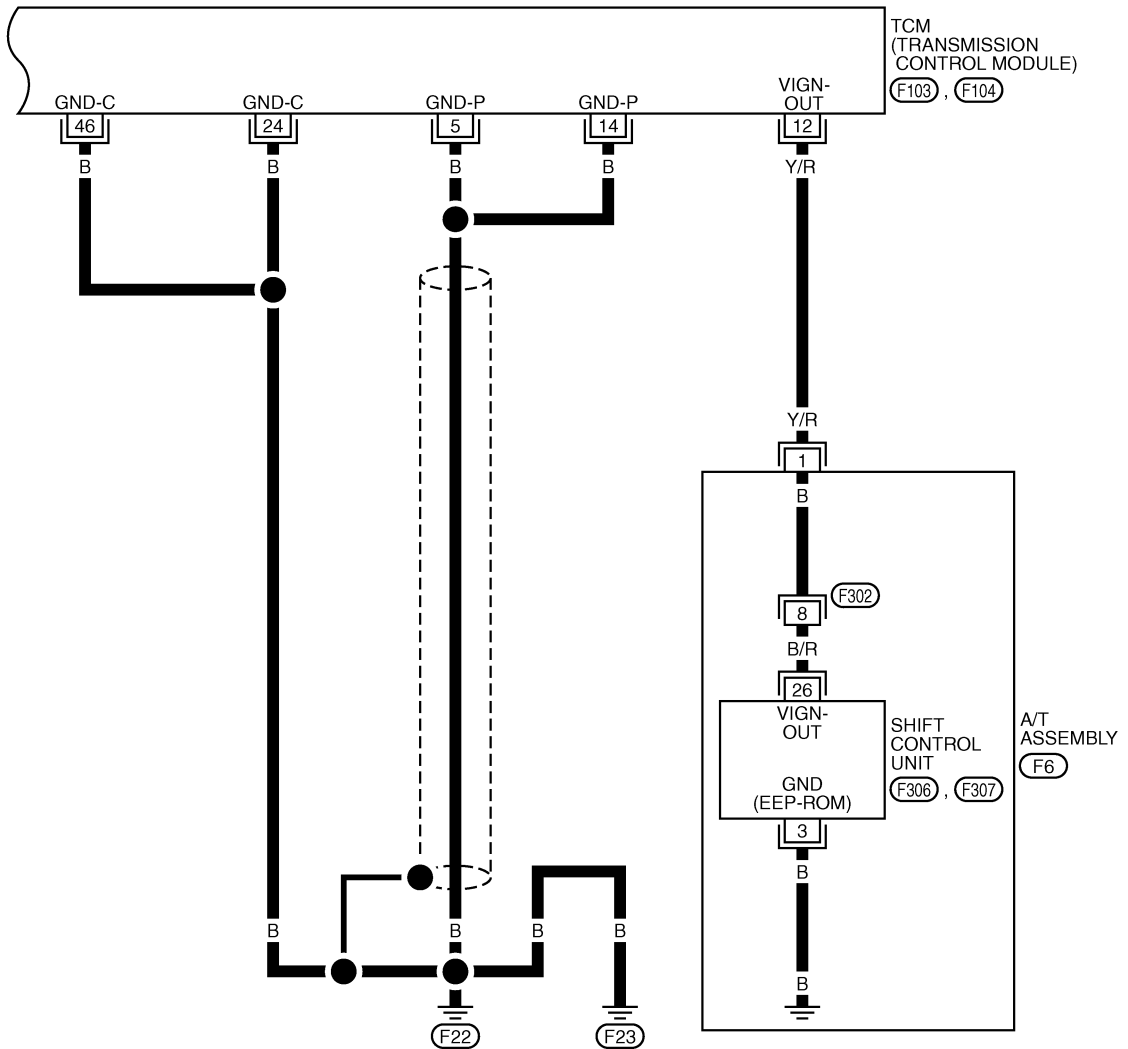 TCM
(TRANSMISSION
CONTROL MODULE)
F103 , F104
GND-C
GND-C
GND-P
GND-P
VIGN-
OUT
46
24
5
14
12
B
B
B
B
Y/R
Y/R
1
B
8
F302
B/R
26
VIGN-
OUT
SHIFT
CONTROL
UNIT
F306 , F307
A/T
ASSEMBLY
F6
GND
(EEP-ROM)
3
B
B
B
B
B
B
F22
F23